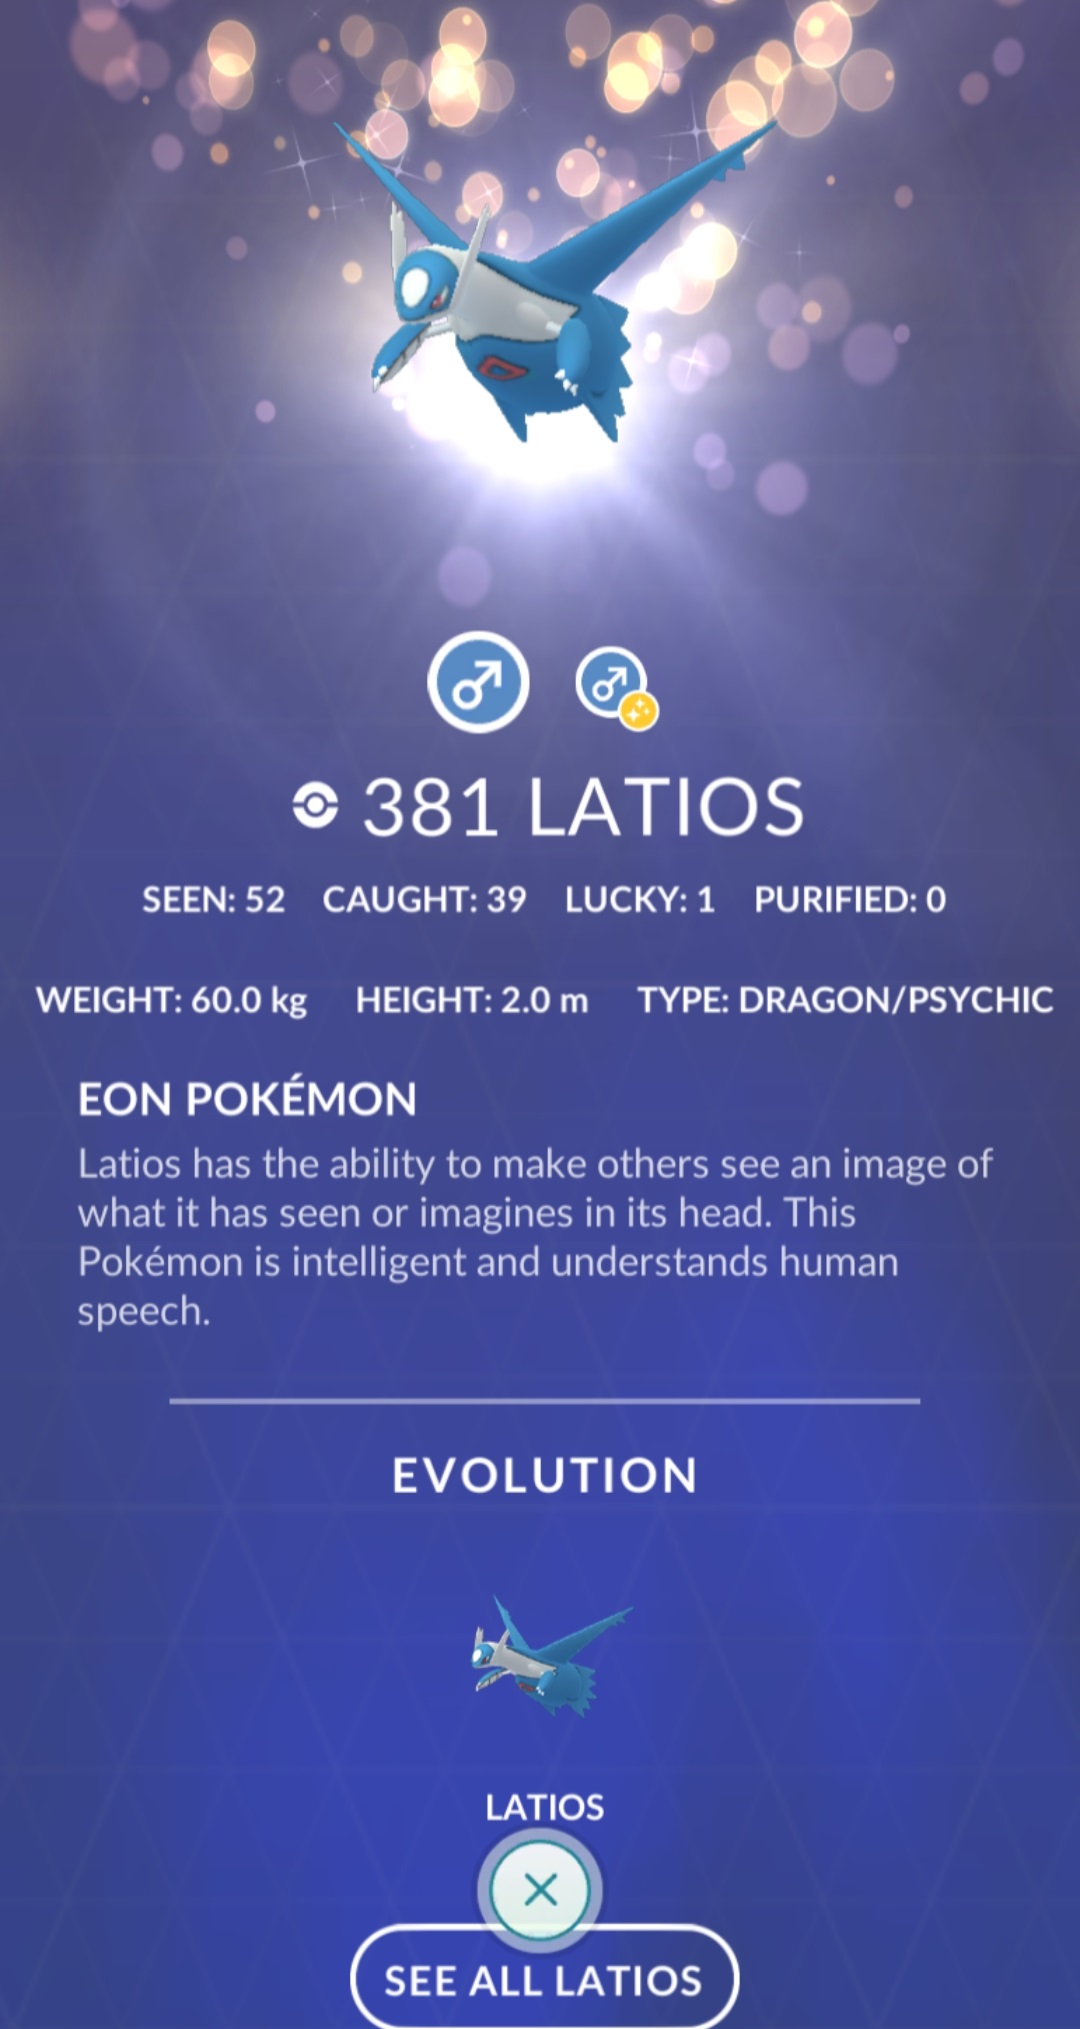 381 LATIOS
SEEN: 52 CAUGHT: 39 LUCKY: 1 PURIFIED: 0
WEIGHT: 60.0 kg HEIGHT: 2.0 m TYPE: DRAGON/PSYCHIC
EON POKÉMON
Latios has the ability to make others see an image of
what it has seen or imagines in its head. This
Pokémon is intelligent and understands human
speech.
EVOLUTION
LATIOS
SEE ALL LATIOS